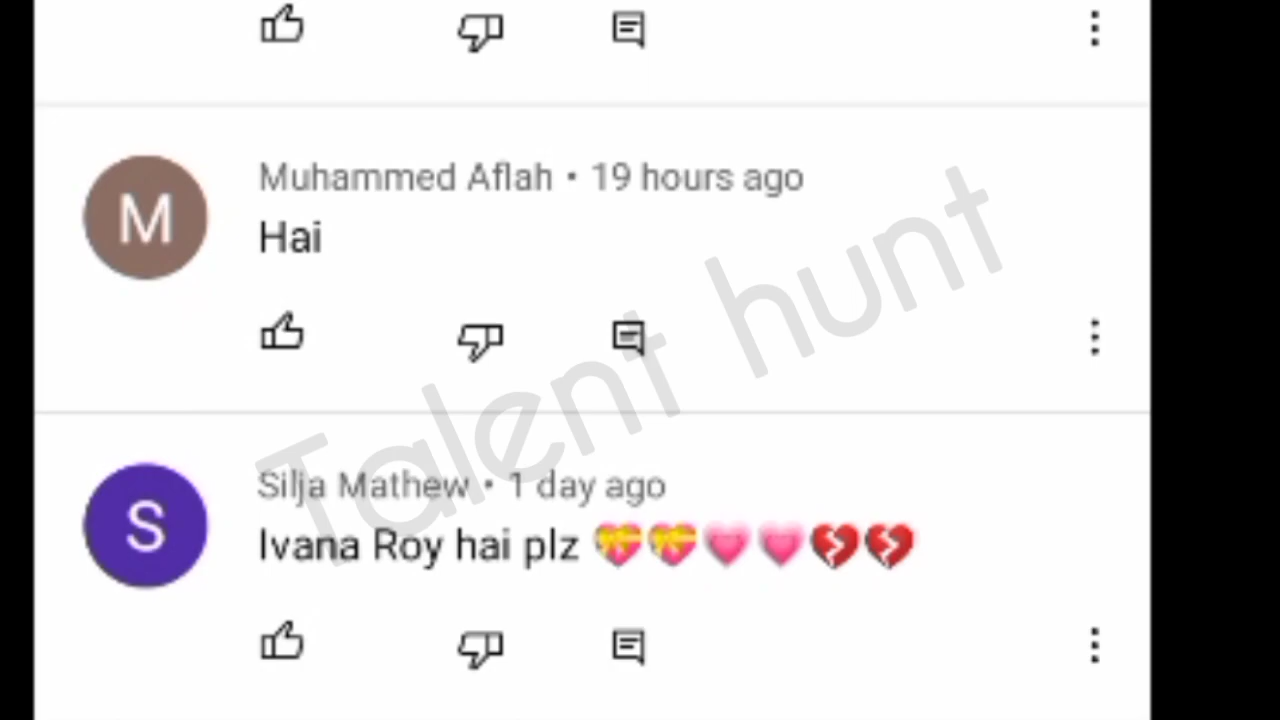 M
Muhammed Aflah • 19 hours ago
Hai
Talent hunt
S
Silja Mathew • 1 day ago
Ivana Roy hai plz 💝💝💗💗💔💔